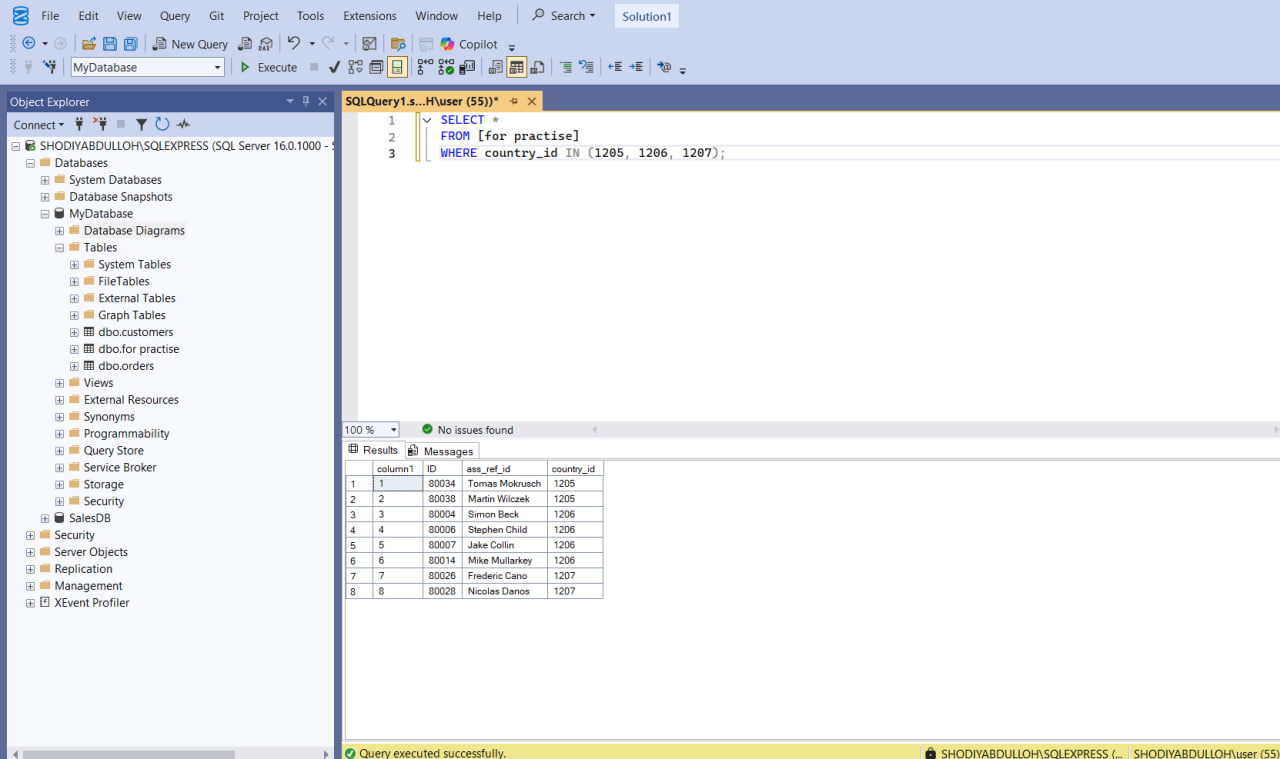 File Edit View Query Git Project Tools Extensions Window Help Search Solution1
New Query Copilot
MyDatabase Execute
Object Explorer
Connect
SHODIYABDULLOH\SQLEXPRESS (SQL Server 16.0.1000 - S
Databases
System Databases
Database Snapshots
MyDatabase
Database Diagrams
Tables
System Tables
FileTables
External Tables
Graph Tables
dbo.customers
dbo.for practise
dbo.orders
Views
External Resources
Synonyms
Programmability
Query Store
Service Broker
Storage
Security
SalesDB
Security
Server Objects
Replication
Management
XEvent Profiler
SQLQuery1.s...H\user (55))*
1 SELECT *
2 FROM [for practise]
3 WHERE country_id IN (1205, 1206, 1207);
100 % No issues found
Results Messages
column1 ID ass_ref_id country_id
1 1 80034 Tomas Mokrusch 1205
2 2 80038 Martin Wilczek 1205
3 3 80004 Simon Beck 1206
4 4 80006 Stephen Child 1206
5 5 80007 Jake Collin 1206
6 6 80014 Mike Mullarkey 1206
7 7 80026 Frederic Cano 1207
8 8 80028 Nicolas Danos 1207
Query executed successfully. SHODIYABDULLOH\SQLEXPRESS (... SHODIYABDULLOH\user (55)